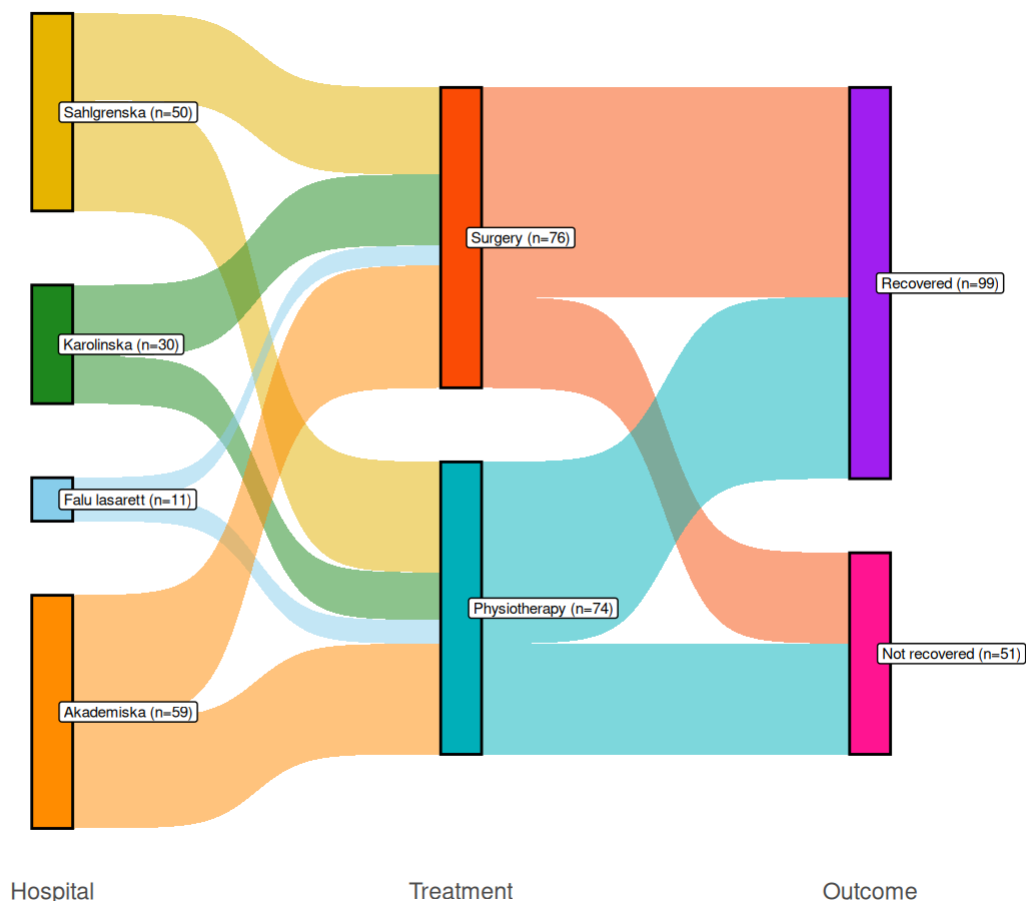 Sahlgrenska (n=50)
Karolinska (n=30)
Falu lasarett (n=11)
Akademiska (n=59)
Surgery (n=76)
Physiotherapy (n=74)
Recovered (n=99)
Not recovered (n=51)
Hospital
Treatment
Outcome